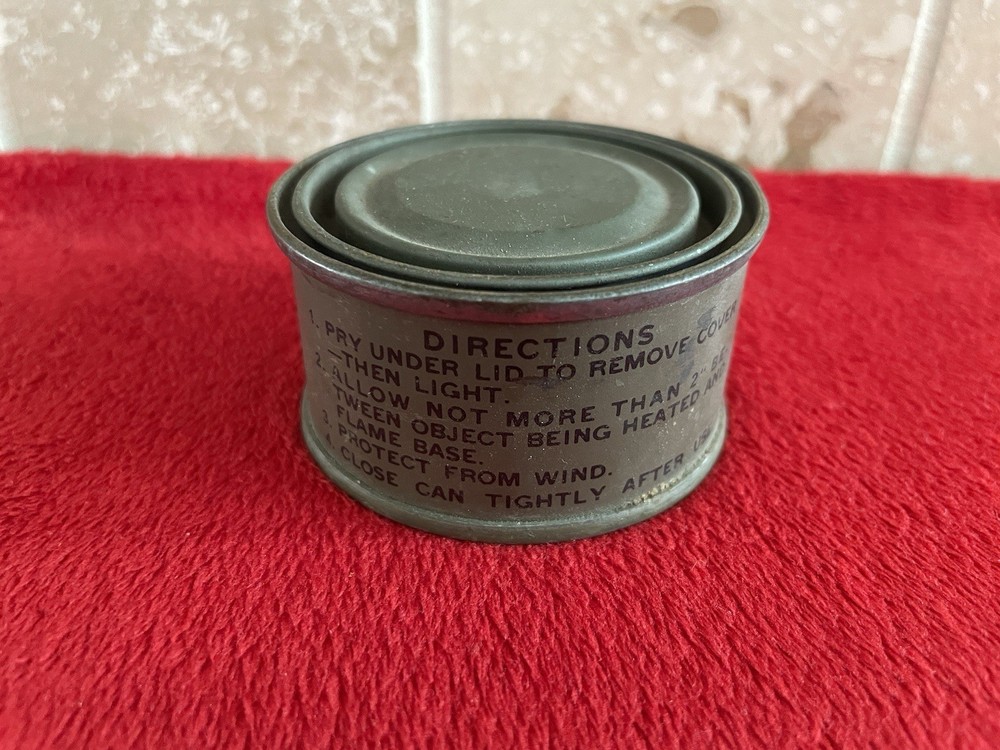 DIRECTIONS
1. PRY UNDER LID TO REMOVE COVER
—THEN LIGHT.
2. ALLOW NOT MORE THAN 2" BE-
TWEEN OBJECT BEING HEATED AND
FLAME BASE.
3. PROTECT FROM WIND.
4. CLOSE CAN TIGHTLY AFTER